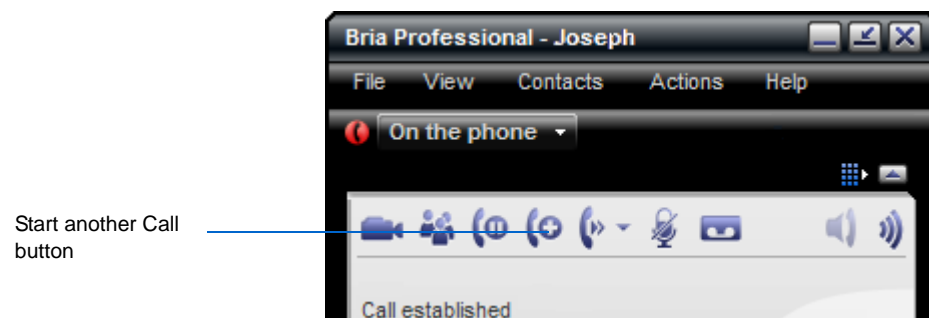 Bria Professional - Joseph
File View Contacts Actions Help
On the phone
Start another Call
button
Call established